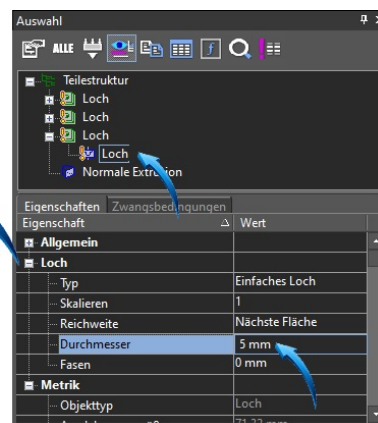 Auswahl
ALLE
Teilestruktur
Loch
Loch
Loch
Loch
Normale Extrusion
Eigenschaften Zwangsbedingungen
Eigenschaft Wert
Allgemein
Loch
Typ Einfaches Loch
Skalieren 1
Reichweite Nächste Fläche
Durchmesser 5 mm
Fasen 0 mm
Metrik
Objekttyp Loch